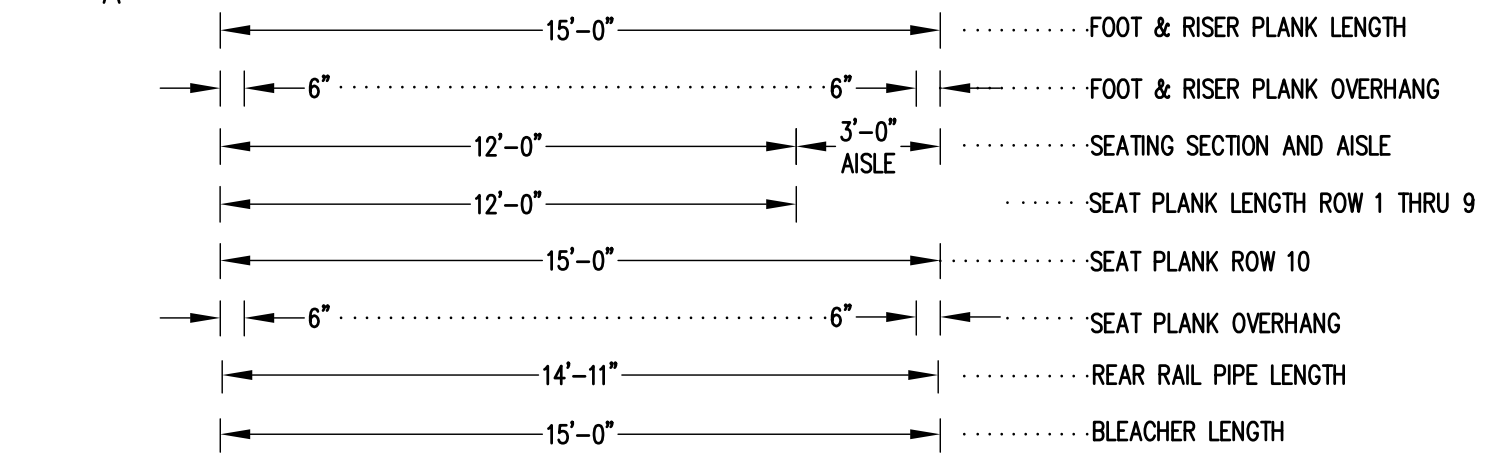 15'-0" FOOT & RISER PLANK LENGTH
6" 6" FOOT & RISER PLANK OVERHANG
12'-0" 3'-0" AISLE SEATING SECTION AND AISLE
12'-0" SEAT PLANK LENGTH ROW 1 THRU 9
15'-0" SEAT PLANK ROW 10
6" 6" SEAT PLANK OVERHANG
14'-11" REAR RAIL PIPE LENGTH
15'-0" BLEACHER LENGTH